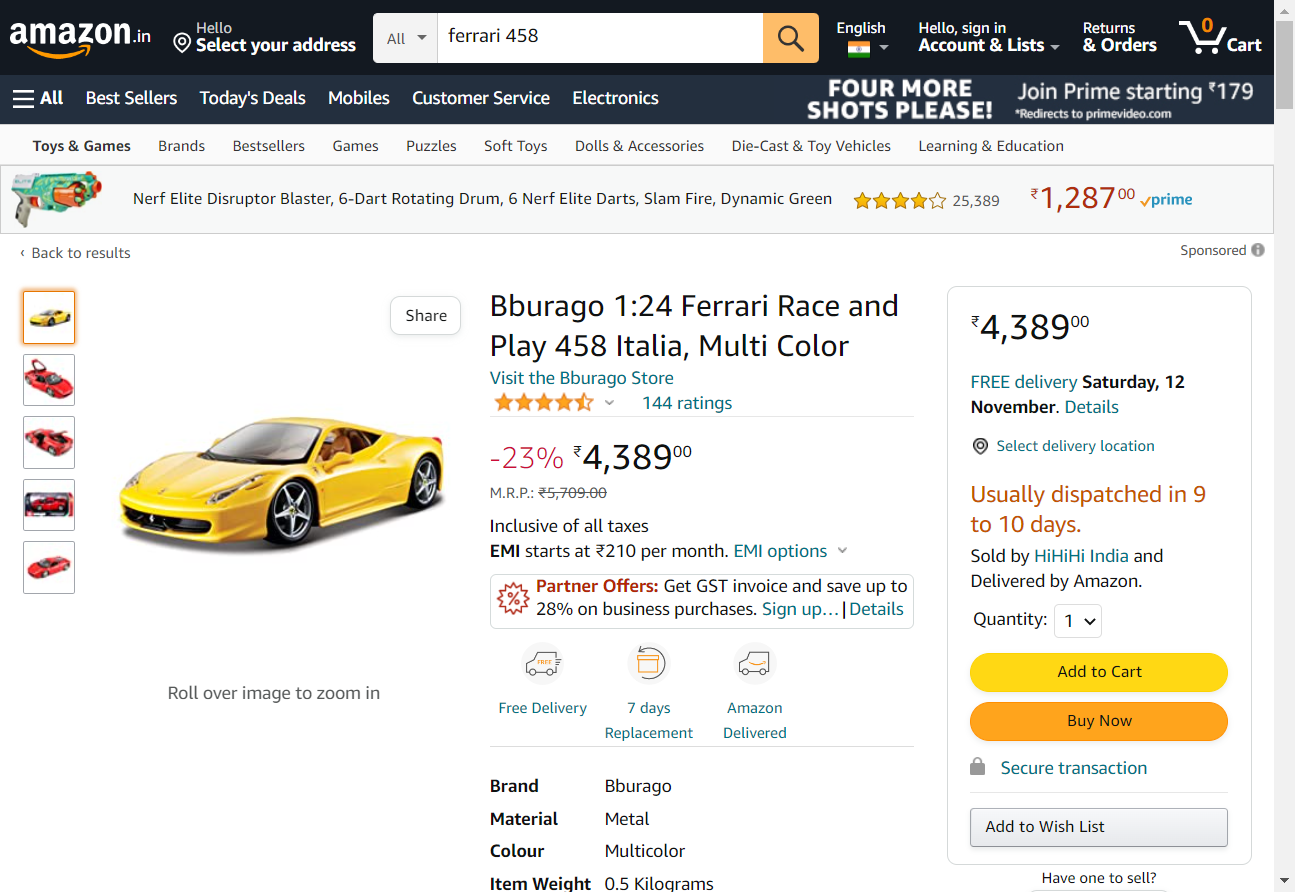 amazon.in
Hello
Select your address
All
ferrari 458
English
Hello, sign in
Account & Lists
Returns
& Orders
0
Cart
All
Best Sellers
Today's Deals
Mobiles
Customer Service
Electronics
FOUR MORE
SHOTS PLEASE!
Join Prime starting ₹179
*Redirects to primevideo.com
Toys & Games
Brands
Bestsellers
Games
Puzzles
Soft Toys
Dolls & Accessories
Die-Cast & Toy Vehicles
Learning & Education
Nerf Elite Disruptor Blaster, 6-Dart Rotating Drum, 6 Nerf Elite Darts, Slam Fire, Dynamic Green
25,389
₹1,28700
prime
‹ Back to results
Sponsored
Share
Roll over image to zoom in
Bburago 1:24 Ferrari Race and
Play 458 Italia, Multi Color
Visit the Bburago Store
144 ratings
-23% ₹4,38900
M.R.P.: ₹5,709.00
Inclusive of all taxes
EMI starts at ₹210 per month. EMI options
Partner Offers: Get GST invoice and save up to
28% on business purchases. Sign up… | Details
FREE
Free Delivery
7 days
Replacement
Amazon
Delivered
Brand Bburago
Material Metal
Colour Multicolor
Item Weight 0.5 Kilograms
₹4,38900
FREE delivery Saturday, 12
November. Details
Select delivery location
Usually dispatched in 9
to 10 days.
Sold by HiHiHi India and
Delivered by Amazon.
Quantity: 1
Add to Cart
Buy Now
Secure transaction
Add to Wish List
Have one to sell?